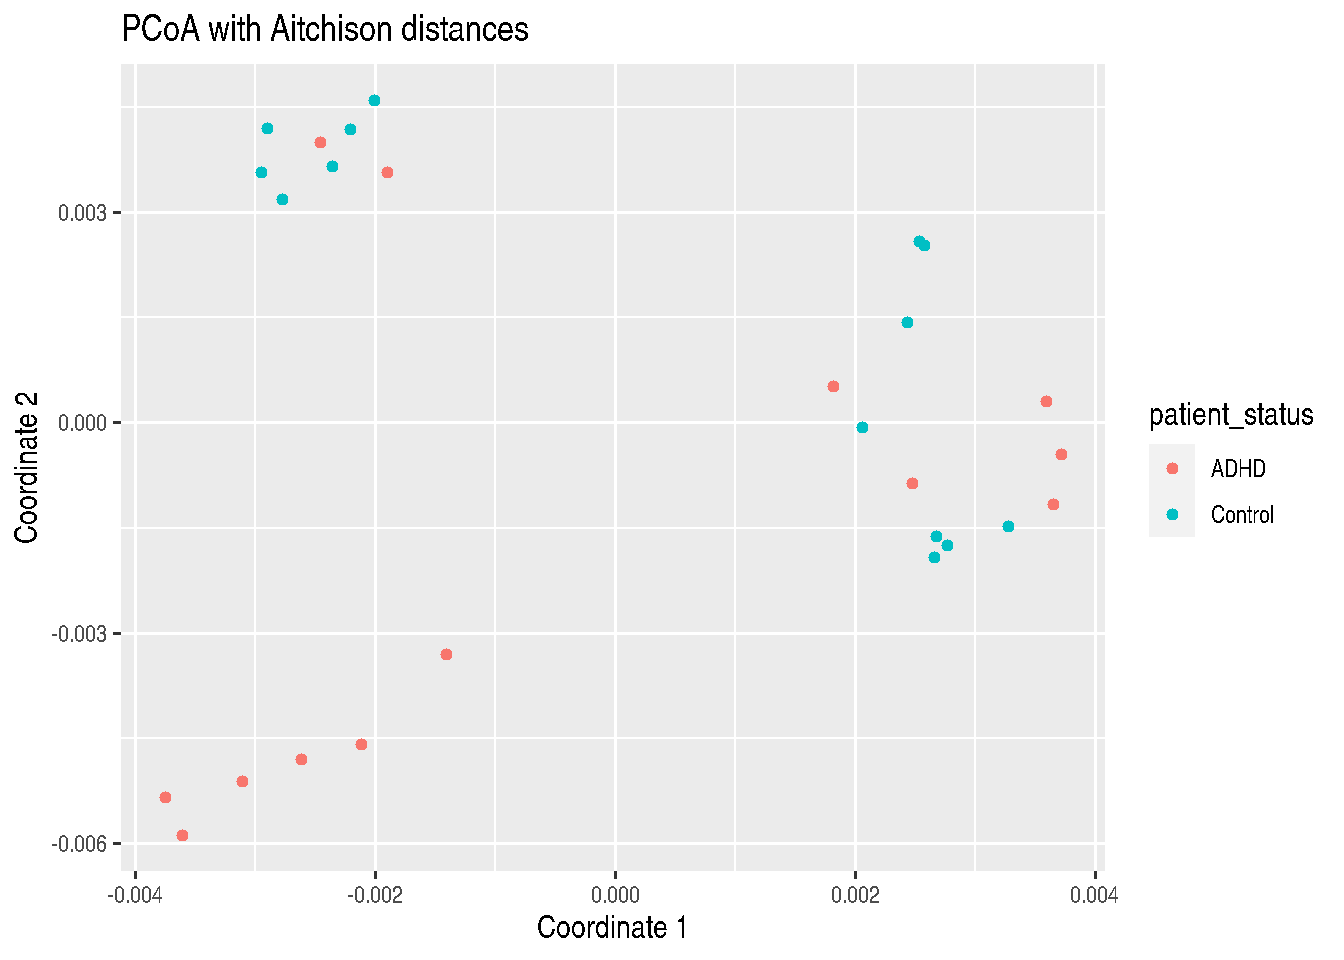 PCoA with Aitchison distances
0.003
0.000
-0.003
-0.006
-0.004
-0.002
0.000
0.002
0.004
Coordinate 1
Coordinate 2
patient_status
ADHD
Control